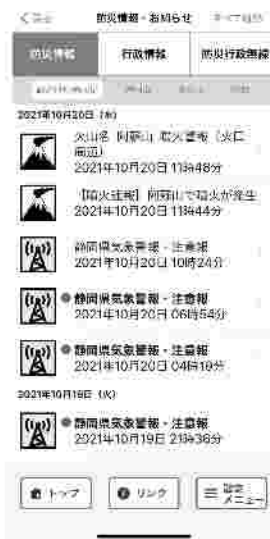 防災情報・お知らせ
防災情報
行政情報
防災行政無線
2021年10月20日 (水)
火山名 阿蘇山 噴火警報（火口周辺）
2021年10月20日 11時48分
【噴火速報】阿蘇山で噴火が発生
2021年10月20日 11時44分
静岡県気象警報・注意報
2021年10月20日 10時24分
静岡県気象警報・注意報
2021年10月20日 06時54分
静岡県気象警報・注意報
2021年10月20日 04時19分
2021年10月19日 (火)
静岡県気象警報・注意報
2021年10月19日 21時36分
トップ
リンク
設定
メニュー